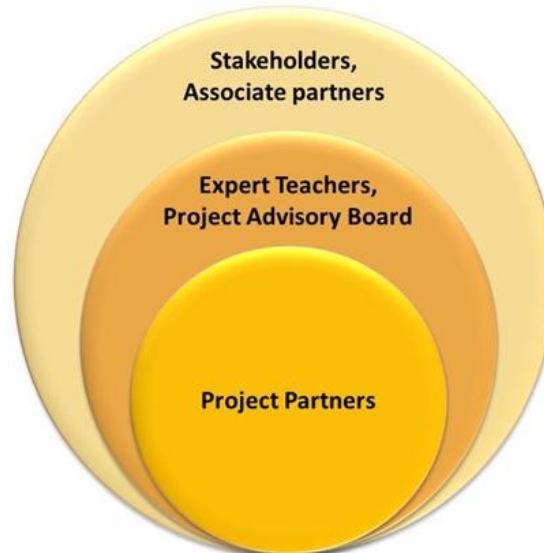 Stakeholders,
Associate partners
Expert Teachers,
Project Advisory Board
Project Partners